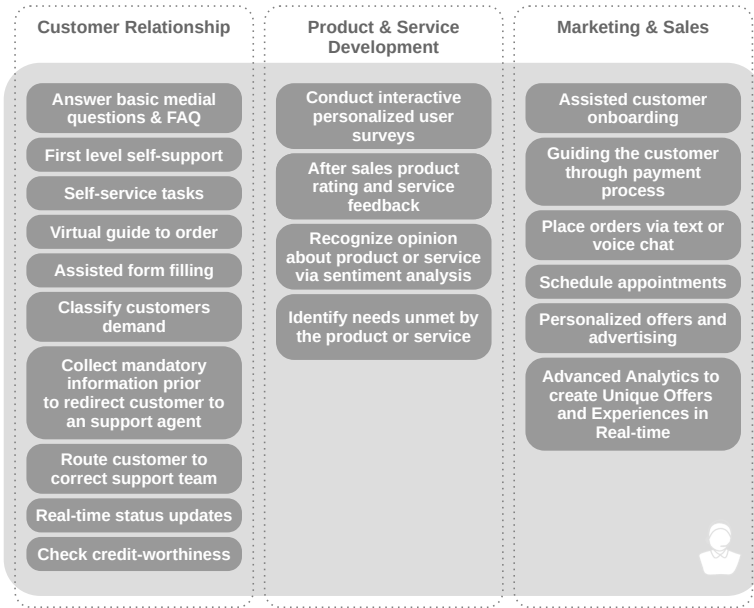 Customer Relationship
Answer basic medial
questions & FAQ
First level self-support
Self-service tasks
Virtual guide to order
Assisted form filling
Classify customers
demand
Collect mandatory
information prior
to redirect customer to
an support agent
Route customer to
correct support team
Real-time status updates
Check credit-worthiness
Product & Service
Development
Conduct interactive
personalized user
surveys
After sales product
rating and service
feedback
Recognize opinion
about product or service
via sentiment analysis
Identify needs unmet by
the product or service
Marketing & Sales
Assisted customer
onboarding
Guiding the customer
through payment
process
Place orders via text or
voice chat
Schedule appointments
Personalized offers and
advertising
Advanced Analytics to
create Unique Offers
and Experiences in
Real-time